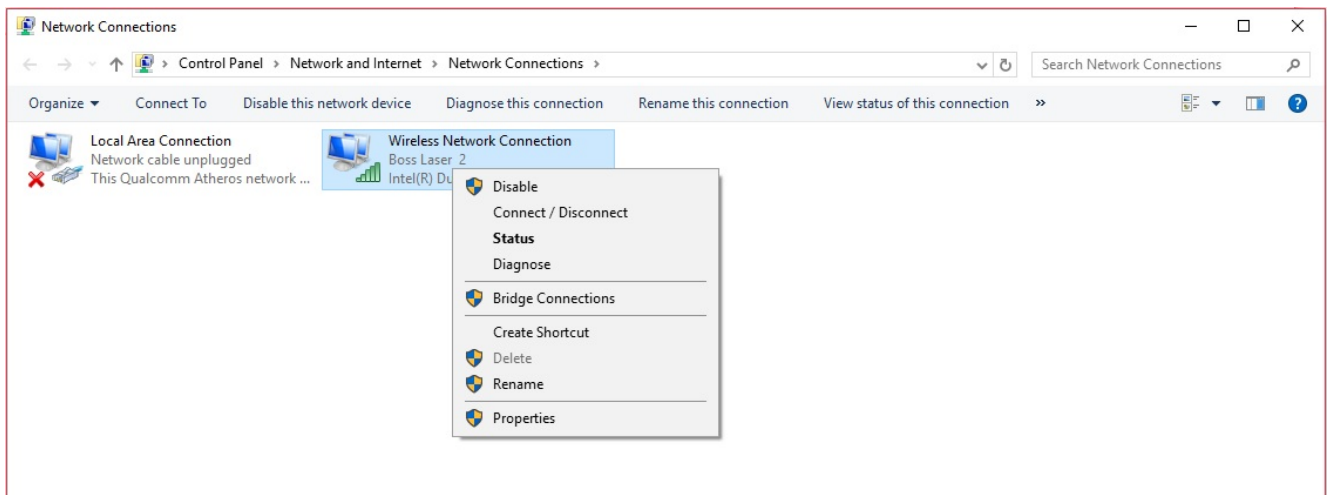 Network Connections
Control Panel > Network and Internet > Network Connections >
Search Network Connections
Organize Connect To Disable this network device Diagnose this connection Rename this connection View status of this connection »
Local Area Connection
Network cable unplugged
This Qualcomm Atheros network ...
Wireless Network Connection
Boss Laser 2
Intel(R) Du
Disable
Connect / Disconnect
Status
Diagnose
Bridge Connections
Create Shortcut
Delete
Rename
Properties